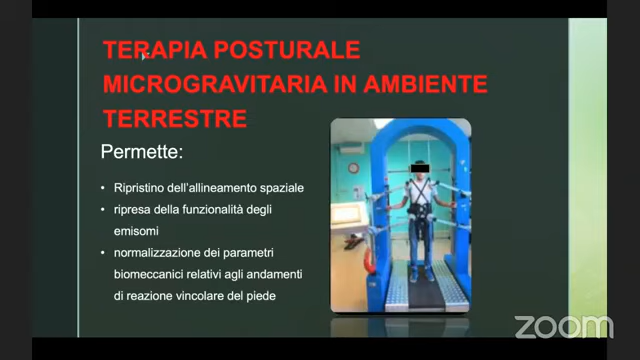 TERAPIA POSTURALE
MICROGRAVITARIA IN AMBIENTE
TERRESTRE
Permette:
• Ripristino dell'allineamento spaziale
• ripresa della funzionalità degli
emisomi
• normalizzazione dei parametri
biomeccanici relativi agli andamenti
di reazione vincolare del piede
zoom